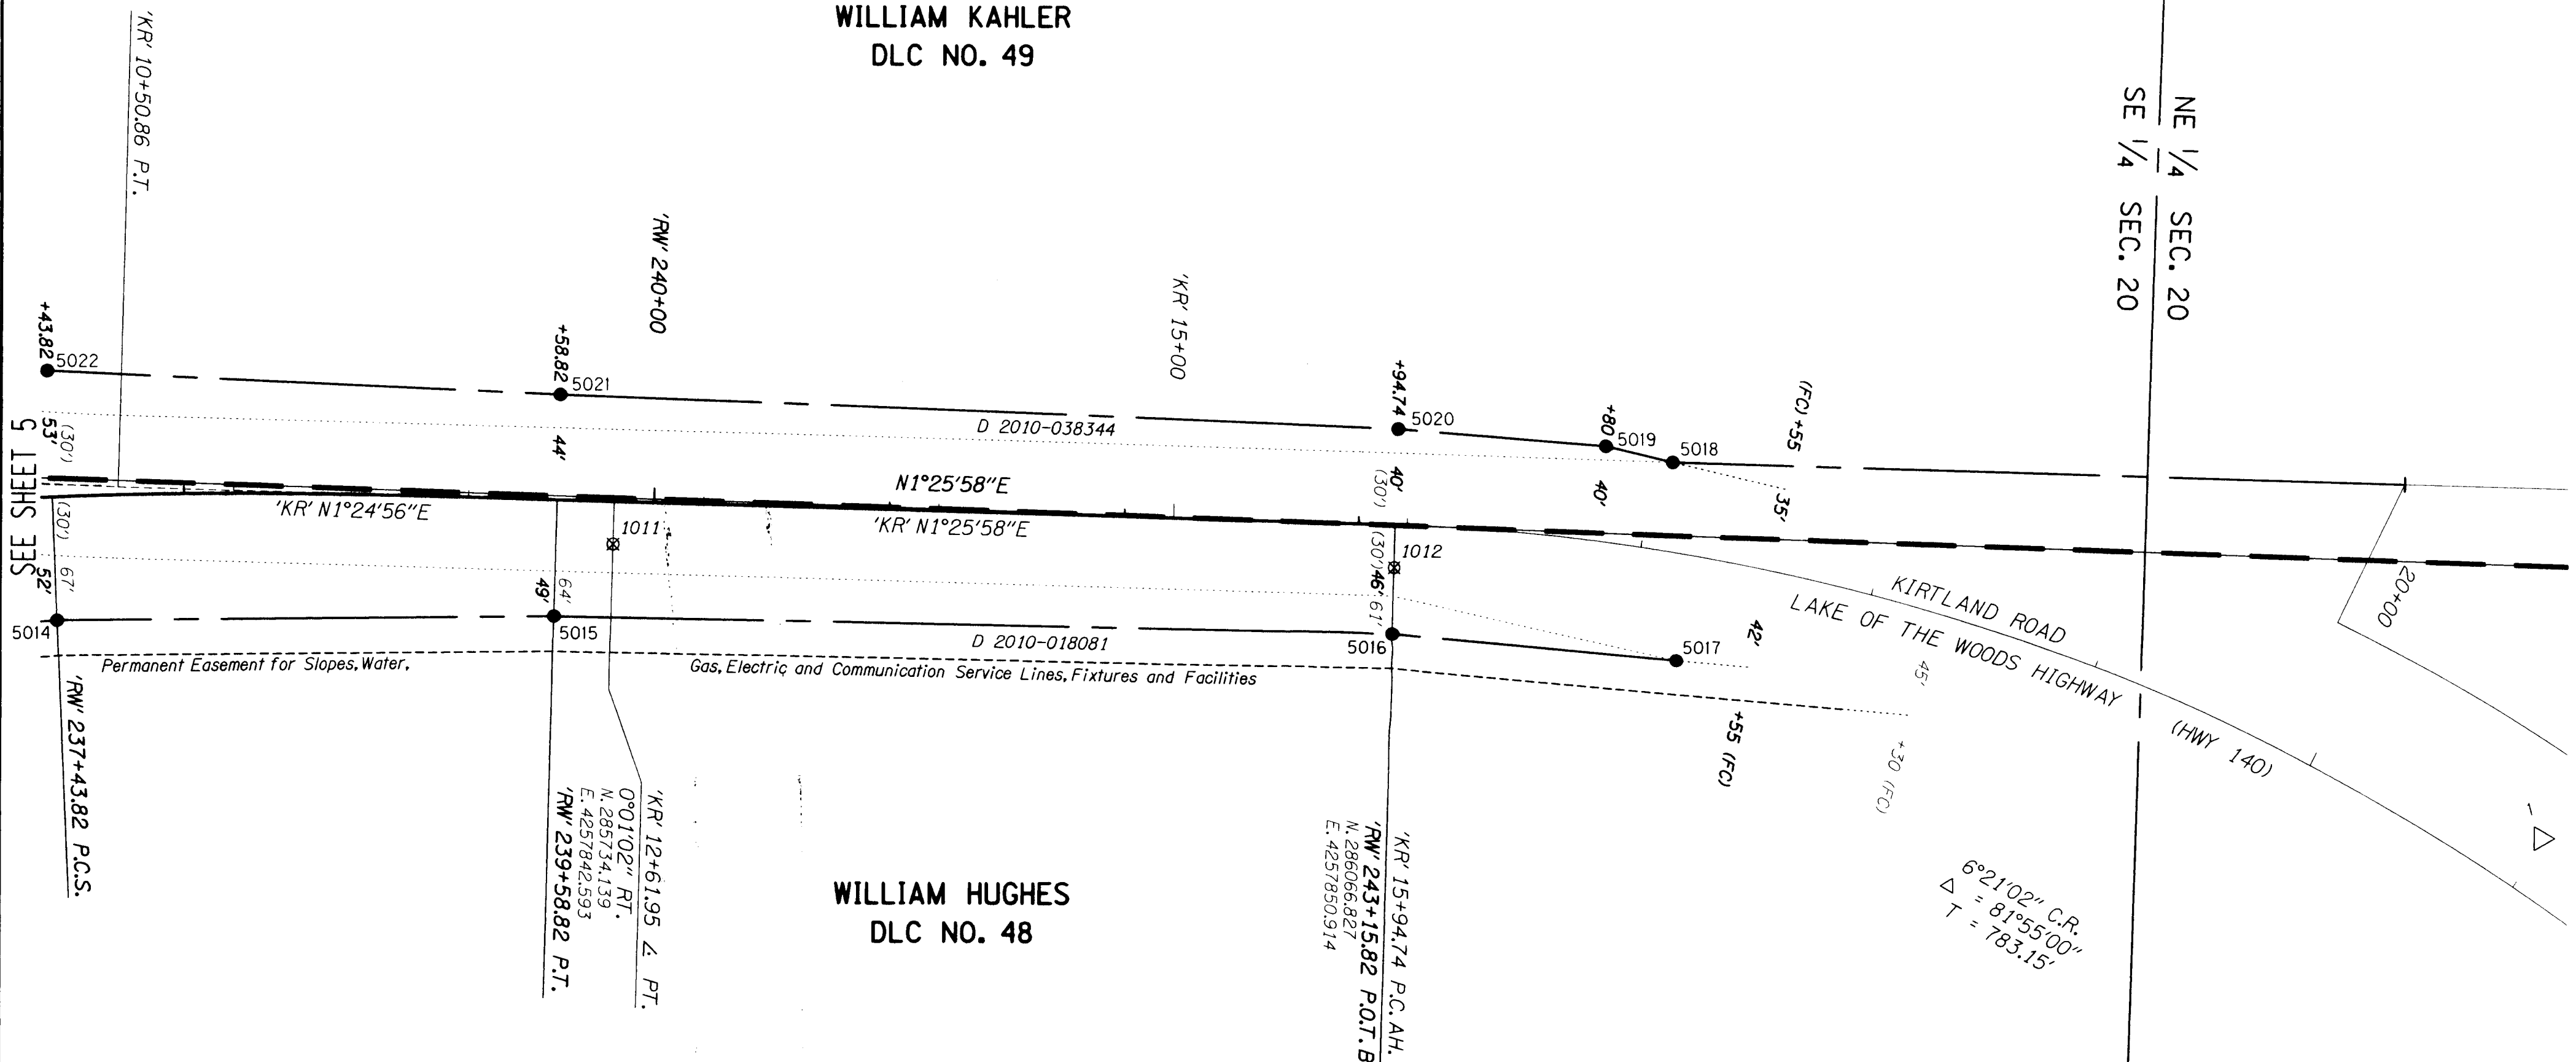 WILLIAM KAHLER
DLC NO. 49
'KR' 10+50.86 P.T.
NE 1/4 SEC. 20
SE 1/4 SEC. 20
'RW' 240+00
'KR' 15+00
+43.82
5022
+58.82
5021
+94.74
5020
+80
5019
5018
(FC) +55
D 2010-038344
SEE SHEET 5
(30')
53'
44'
40'
(30')
40'
35'
N1°25'58"E
'KR' N1°24'56"E
'KR' N1°25'58"E
(30')
67'
52'
1011
64'
49'
(30')
46'
61'
1012
20+00
KIRTLAND ROAD
LAKE OF THE WOODS HIGHWAY (HWY 140)
5014
5015
5016
5017
42'
45'
D 2010-018081
Permanent Easement for Slopes, Water,
Gas, Electric and Communication Service Lines, Fixtures and Facilities
+55 (FC)
+30 (FC)
'RW' 237+43.82 P.C.S.
'KR' 12+61.95 ∠ PT.
0°01'02" RT.
N. 285734.139
E. 4257842.593
'RW' 239+58.82 P.T.
'KR' 15+94.74 P.C. AH.
'RW' 243+15.82 P.O.T. B
N. 286066.827
E. 4257850.914
WILLIAM HUGHES
DLC NO. 48
6°21'02" C.R.
Δ = 81°55'00"
T = 783.15'
- Δ